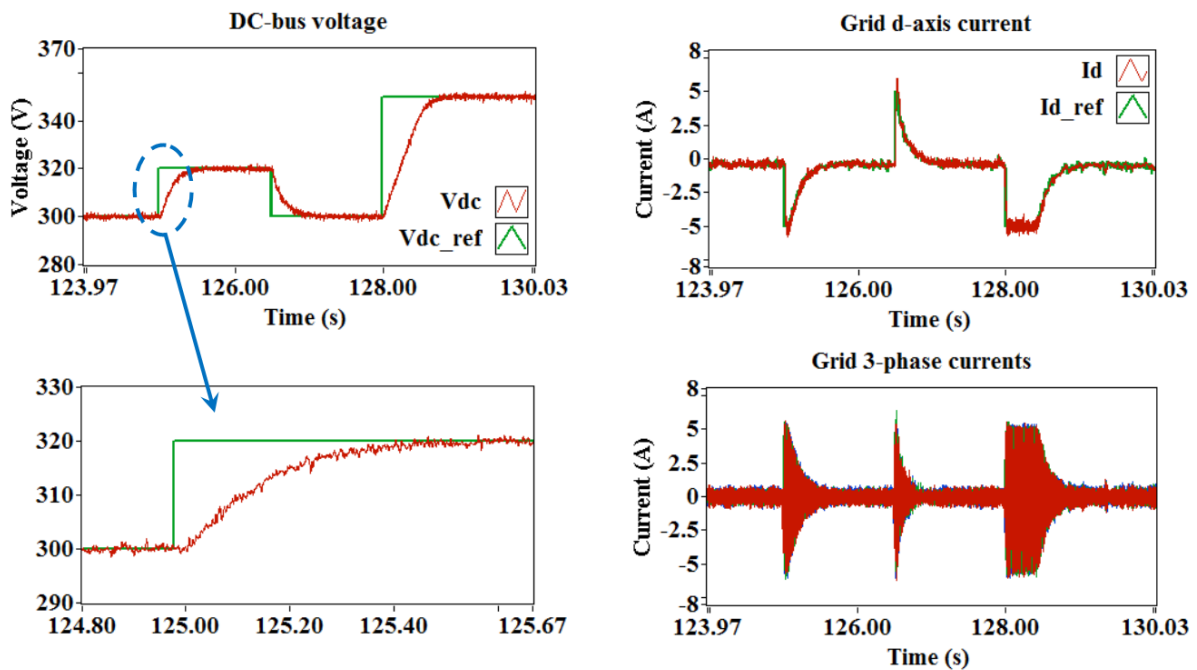 DC-bus voltage
370
340
320
300
280
Voltage (V)
Vdc
Vdc_ref
123.97 126.00 128.00 130.03
Time (s)
Grid d-axis current
8
5
2.5
0
-2.5
-5
-8
Current (A)
Id
Id_ref
123.97 126.00 128.00 130.03
Time (s)
330
320
310
300
290
124.80 125.00 125.20 125.40 125.67
Grid 3-phase currents
8
5
2.5
0
-2.5
-5
-8
Current (A)
123.97 126.00 128.00 130.03
Time (s)